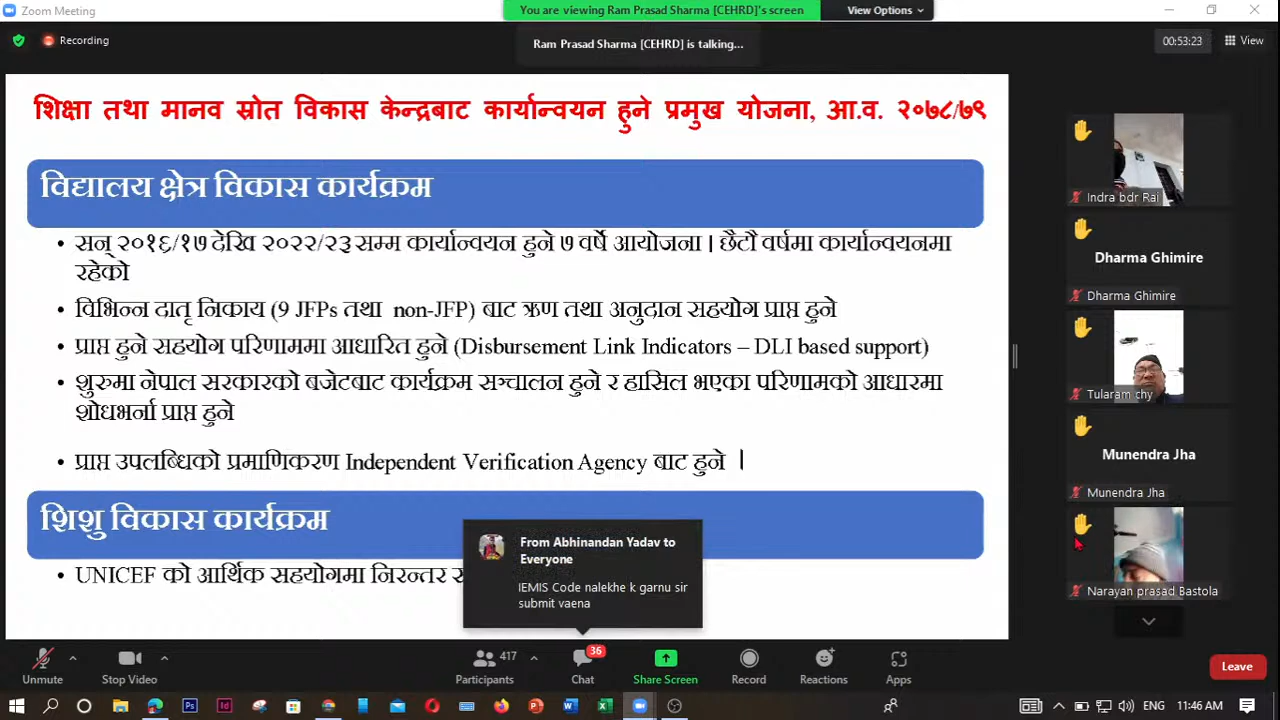 Zoom Meeting
You are viewing Ram Prasad Sharma [CEHRD]'s screen
View Options
Recording
Ram Prasad Sharma [CEHRD] is talking...
00:53:23
View
शिक्षा तथा मानव स्रोत विकास केन्द्रबाट कार्यान्वयन हुने प्रमुख योजना, आ.व. २०७८/७९
विद्यालय क्षेत्र विकास कार्यक्रम
• सन् २०१६/१७ देखि २०२२/२३ सम्म कार्यान्वयन हुने ७ वर्षे आयोजना । छैटौ वर्षमा कार्यान्वयनमा
रहेको
• विभिन्न दातृ निकाय (9 JFPs तथा non-JFP) बाट ऋण तथा अनुदान सहयोग प्राप्त हुने
• प्राप्त हुने सहयोग परिणाममा आधारित हुने (Disbursement Link Indicators – DLI based support)
• शुरुमा नेपाल सरकारको बजेटबाट कार्यक्रम सञ्चालन हुने र हासिल भएका परिणामको आधारमा
शोधभर्ना प्राप्त हुने
• प्राप्त उपलब्धिको प्रमाणिकरण Independent Verification Agency बाट हुने ।
शिशु विकास कार्यक्रम
• UNICEF को आर्थिक सहयोगमा निरन्तर
From Abhinandan Yadav to
Everyone
IEMIS Code nalekhe k garnu sir
submit vaena
Indra bdr Rai
Dharma Ghimire
Dharma Ghimire
Tularam chy
Munendra Jha
Munendra Jha
Narayan prasad Bastola
Unmute
Stop Video
417
Participants
36
Chat
Share Screen
Record
Reactions
Apps
Leave
Ps
Id
P
W
X
ENG
11:46 AM